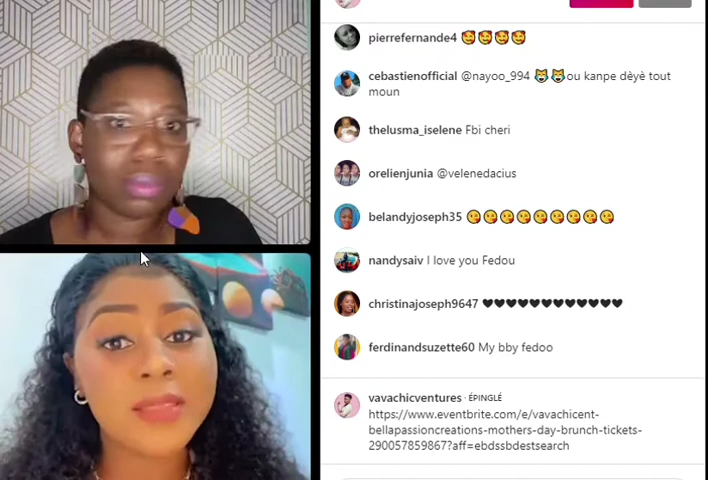 pierrefernande4 🥰🥰🥰🥰
cebastienofficial @nayoo_994 😹😹ou kanpe dèyè tout
moun
thelusma_iselene Fbi cheri
orelienjunia @velenedacius
belandyjoseph35 😘😘😘😘😘😘😘😘😘
nandysaiv I love you Fedou
christinajoseph9647 ♥♥♥♥♥♥♥♥♥♥♥♥
ferdinandsuzette60 My bby fedoo
vavachicventures · ÉPINGLÉ
https://www.eventbrite.com/e/vavachicent-
bellapassioncreations-mothers-day-brunch-tickets-
290057859867?aff=ebdssbdestsearch